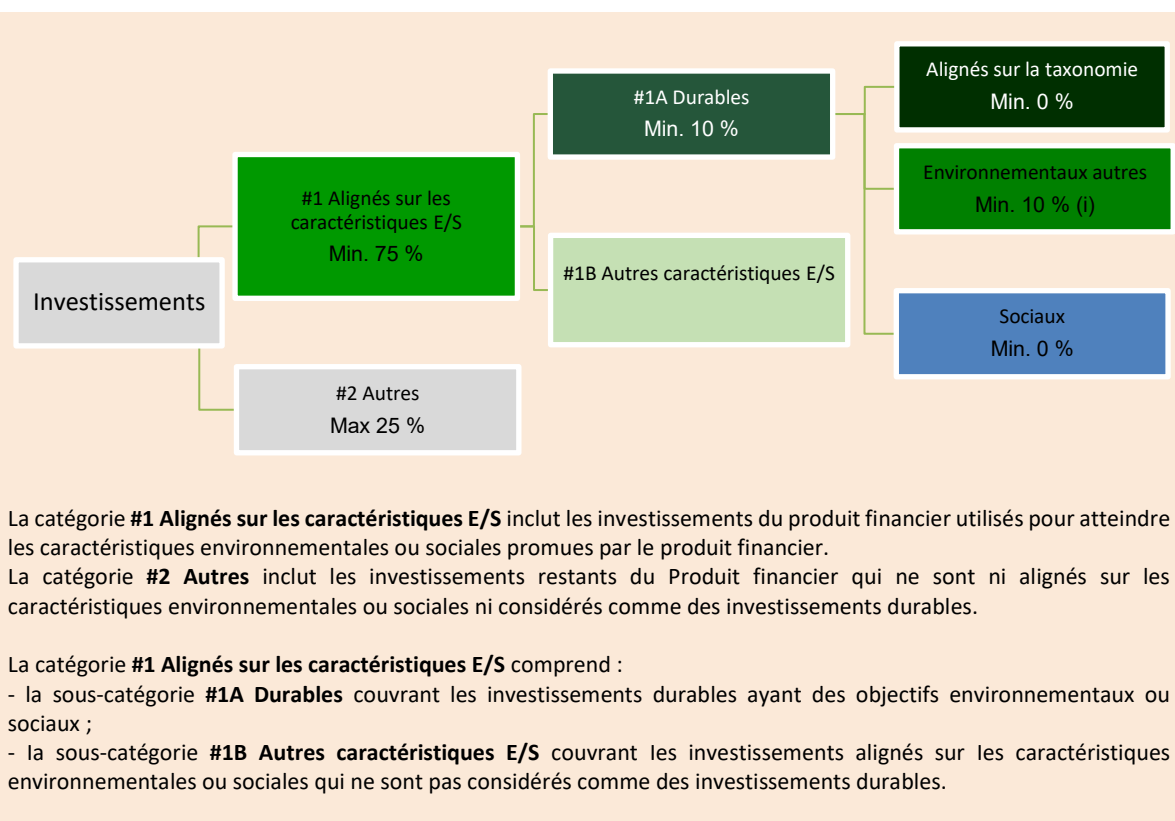 Investissements
#1 Alignés sur les
caractéristiques E/S
Min. 75 %
#2 Autres
Max 25 %
#1A Durables
Min. 10 %
#1B Autres caractéristiques E/S
Alignés sur la taxonomie
Min. 0 %
Environnementaux autres
Min. 10 % (i)
Sociaux
Min. 0 %
La catégorie #1 Alignés sur les caractéristiques E/S inclut les investissements du produit financier utilisés pour atteindre
les caractéristiques environnementales ou sociales promues par le produit financier.
La catégorie #2 Autres inclut les investissements restants du Produit financier qui ne sont ni alignés sur les
caractéristiques environnementales ou sociales ni considérés comme des investissements durables.
La catégorie #1 Alignés sur les caractéristiques E/S comprend :
- la sous-catégorie #1A Durables couvrant les investissements durables ayant des objectifs environnementaux ou
sociaux ;
- la sous-catégorie #1B Autres caractéristiques E/S couvrant les investissements alignés sur les caractéristiques
environnementales ou sociales qui ne sont pas considérés comme des investissements durables.